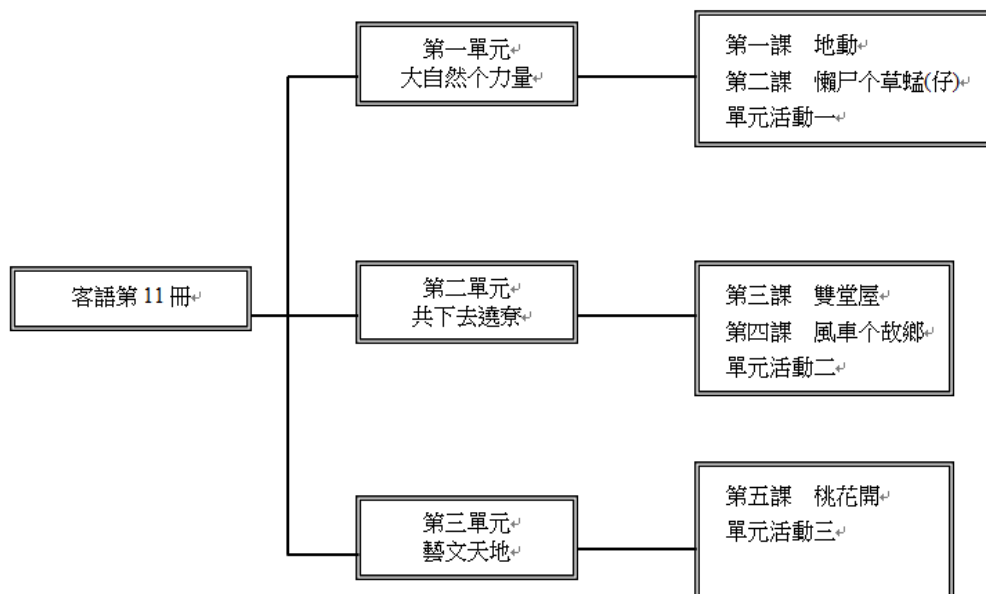 客語第 11 冊
第一單元
大自然个力量
第一課 地動
第二課 懶尸个草蜢(仔)
單元活動一
第二單元
共下去遶尞
第三課 雙堂屋
第四課 風車个故鄉
單元活動二
第三單元
藝文天地
第五課 桃花開
單元活動三